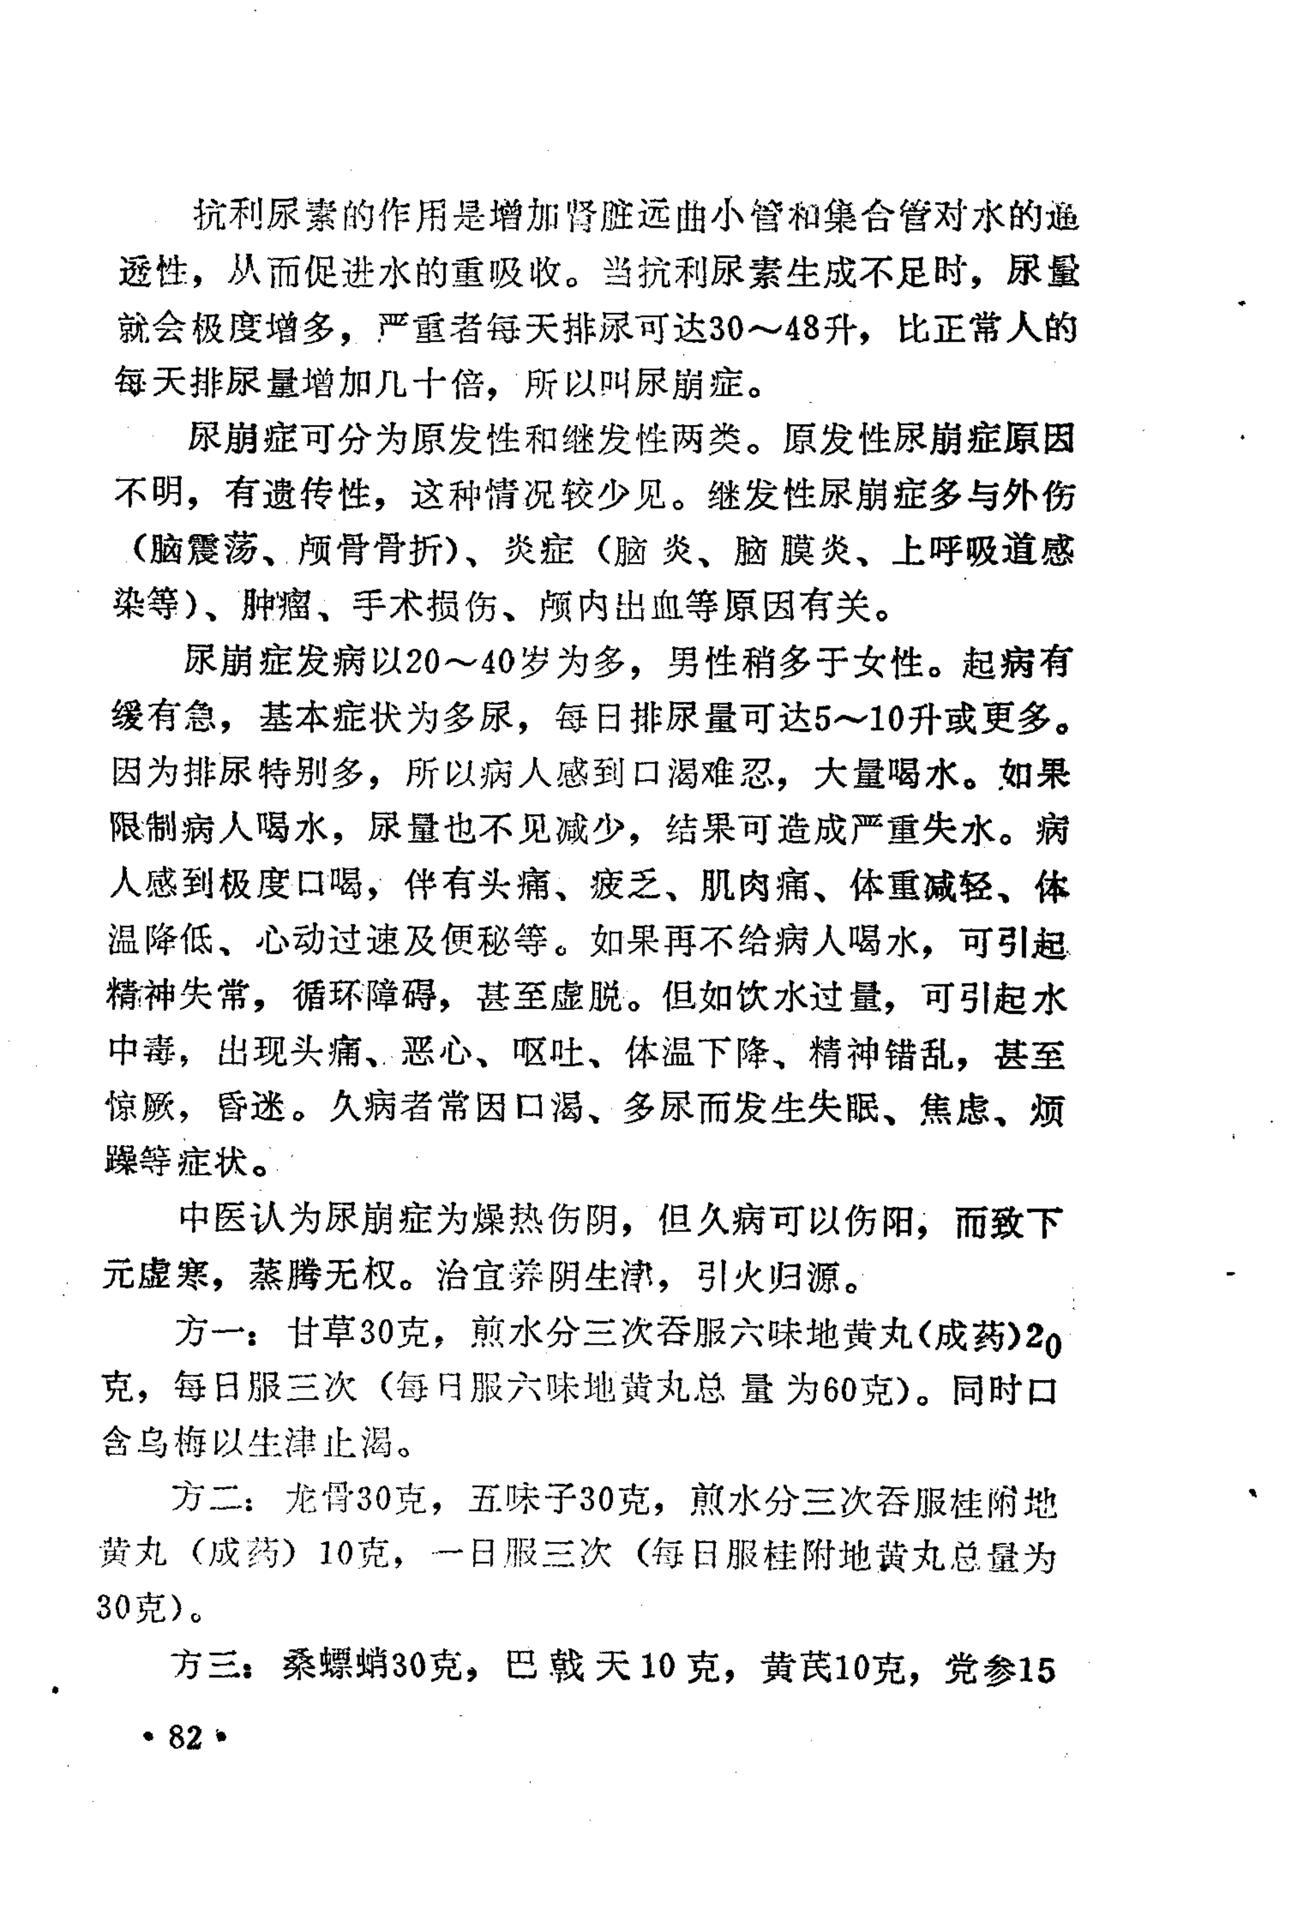 抗利尿素的作用是增加肾脏远曲小管和集合管对水的通
透性，从而促进水的重吸收。当抗利尿素生成不足时，尿量
就会极度增多，严重者每天排尿可达30～48升，比正常人的
每天排尿量增加几十倍，所以叫尿崩症。
尿崩症可分为原发性和继发性两类。原发性尿崩症原因
不明，有遗传性，这种情况较少见。继发性尿崩症多与外伤
（脑震荡、颅骨骨折）、炎症（脑炎、脑膜炎、上呼吸道感
染等）、肿瘤、手术损伤、颅内出血等原因有关。
尿崩症发病以20～40岁为多，男性稍多于女性。起病有
缓有急，基本症状为多尿，每日排尿量可达5～10升或更多。
因为排尿特别多，所以病人感到口渴难忍，大量喝水。如果
限制病人喝水，尿量也不见减少，结果可造成严重失水。病
人感到极度口喝，伴有头痛、疲乏、肌肉痛、体重减轻、体
温降低、心动过速及便秘等。如果再不给病人喝水，可引起
精神失常，循环障碍，甚至虚脱。但如饮水过量，可引起水
中毒，出现头痛、恶心、呕吐、体温下降、精神错乱，甚至
惊厥，昏迷。久病者常因口渴、多尿而发生失眠、焦虑、烦
躁等症状。
中医认为尿崩症为燥热伤阴，但久病可以伤阳，而致下
元虚寒，蒸腾无权。治宜养阴生津，引火归源。
方一：甘草30克，煎水分三次吞服六味地黄丸（成药）20
克，每日服三次（每日服六味地黄丸总量为60克）。同时口
含乌梅以生津止渴。
方二：龙骨30克，五味子30克，煎水分三次吞服桂附地
黄丸（成药）10克，一日服三次（每日服桂附地黄丸总量为
30克）。
方三：桑螵蛸30克，巴戟天10克，黄芪10克，党参15
·82·